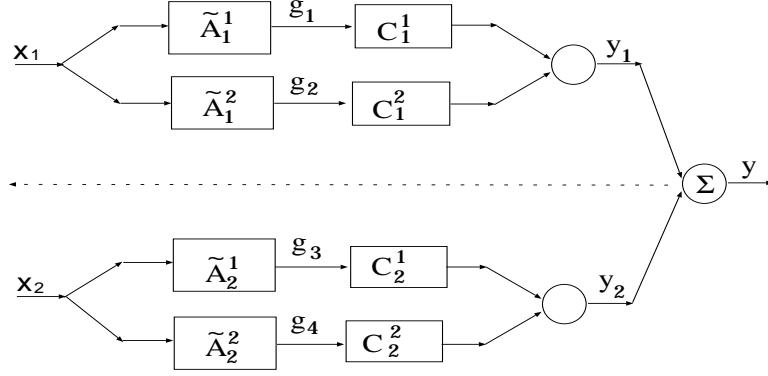 x₁ Ã₁¹ g₁ C₁¹ y₁
Ã₁² g₂ C₁²
Σ y
x₂ Ã₂¹ g₃ C₂¹ y₂
Ã₂² g₄ C₂²